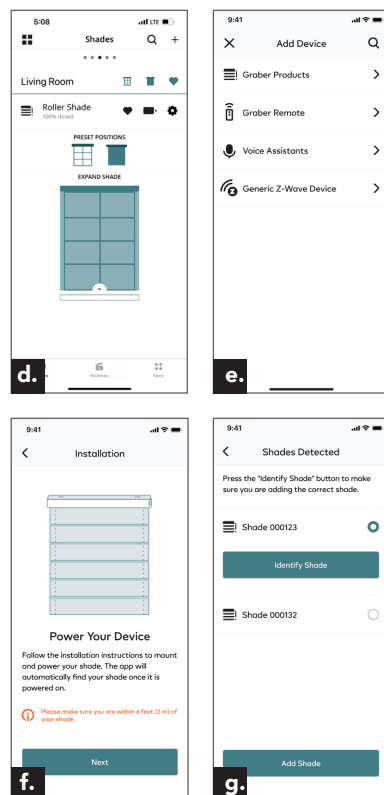 5:08
LTE
Shades
Living Room
Roller Shade
100% closed
PRESET POSITIONS
EXPAND SHADE
Routines
More
d.
9:41
Add Device
Graber Products
Graber Remote
Voice Assistants
Generic Z-Wave Device
e.
9:41
Installation
Power Your Device
Follow the installation instructions to mount
and power your shade. The app will
automatically find your shade once it is
powered on.
Please make sure you are within 6 feet (2 m) of
your shade.
Next
f.
9:41
Shades Detected
Press the "Identify Shade" button to make
sure you are adding the correct shade.
Shade 000123
Identify Shade
Shade 000132
Add Shade
g.